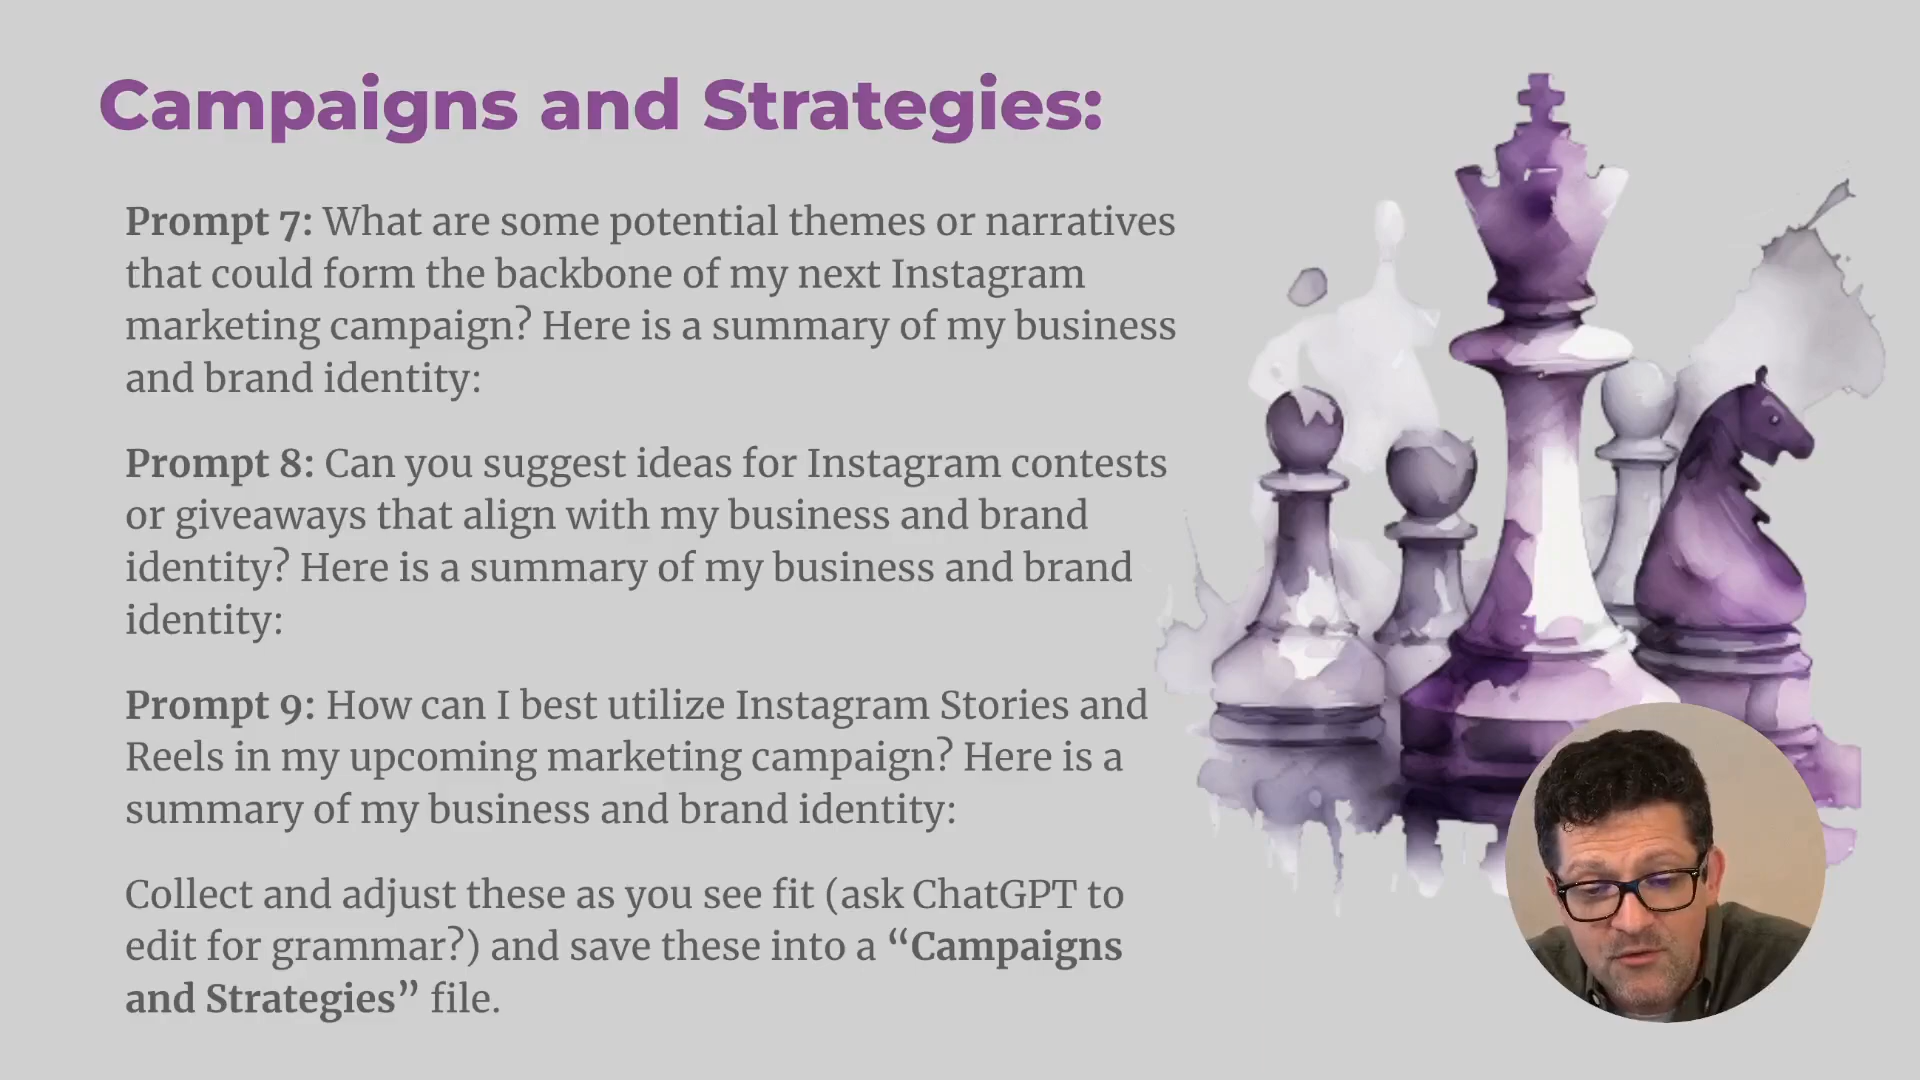 Campaigns and Strategies:
Prompt 7: What are some potential themes or narratives
that could form the backbone of my next Instagram
marketing campaign? Here is a summary of my business
and brand identity:
Prompt 8: Can you suggest ideas for Instagram contests
or giveaways that align with my business and brand
identity? Here is a summary of my business and brand
identity:
Prompt 9: How can I best utilize Instagram Stories and
Reels in my upcoming marketing campaign? Here is a
summary of my business and brand identity:
Collect and adjust these as you see fit (ask ChatGPT to
edit for grammar?) and save these into a “Campaigns
and Strategies” file.